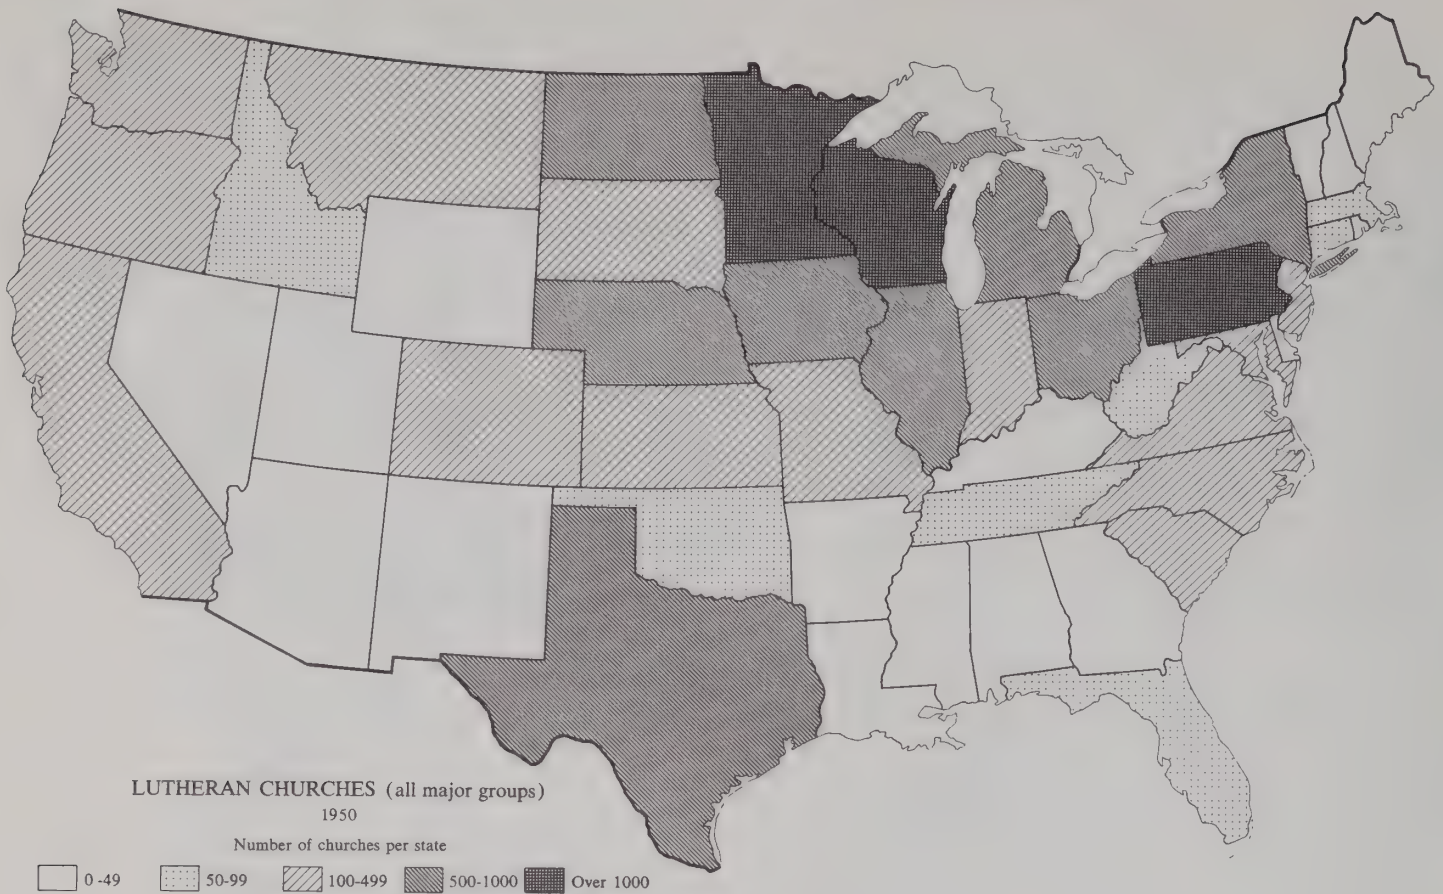 LUTHERAN CHURCHES (all major groups)
1950
Number of churches per state
0 -49 50-99 100-499 500-1000 Over 1000